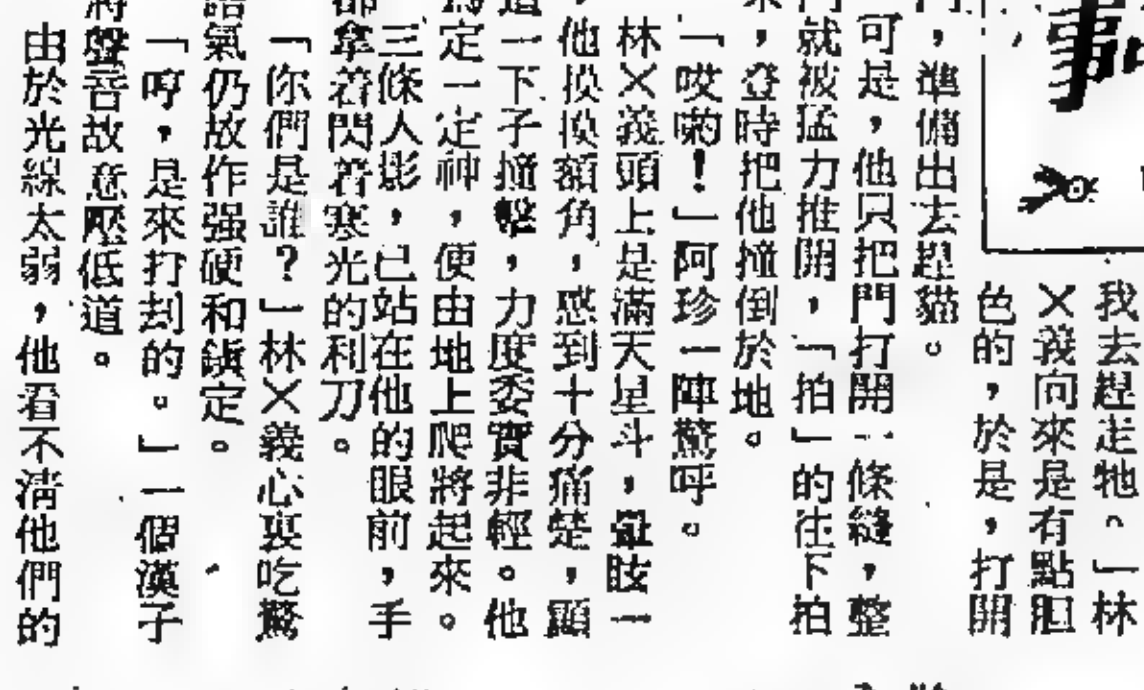 我去趕走牠。」林
×義向來是有點胆
色的，於是，打開
門，準備出去趕貓。
可是，他只把門打開一條縫，整
門就被猛力推開，「拍」的往下拍
來，登時把他撞倒於地。
「哎喲！」阿珍一陣驚呼。
林×義頭上是滿天星斗，暈眩一
，他摸摸額角，感到十分痛楚，顯
這一下子撞擊，力度委實非輕。他
定一定神，便由地上爬將起來。
三條人影，已站在他的眼前，手
都拿着閃着寒光的利刀。
「你們是誰？」林×義心裏吃驚
語氣仍故作强硬和鎮定。
「哼，是來打刦的。」一個漢子
將聲音故意壓低道。
由於光線太弱，他看不清他們的